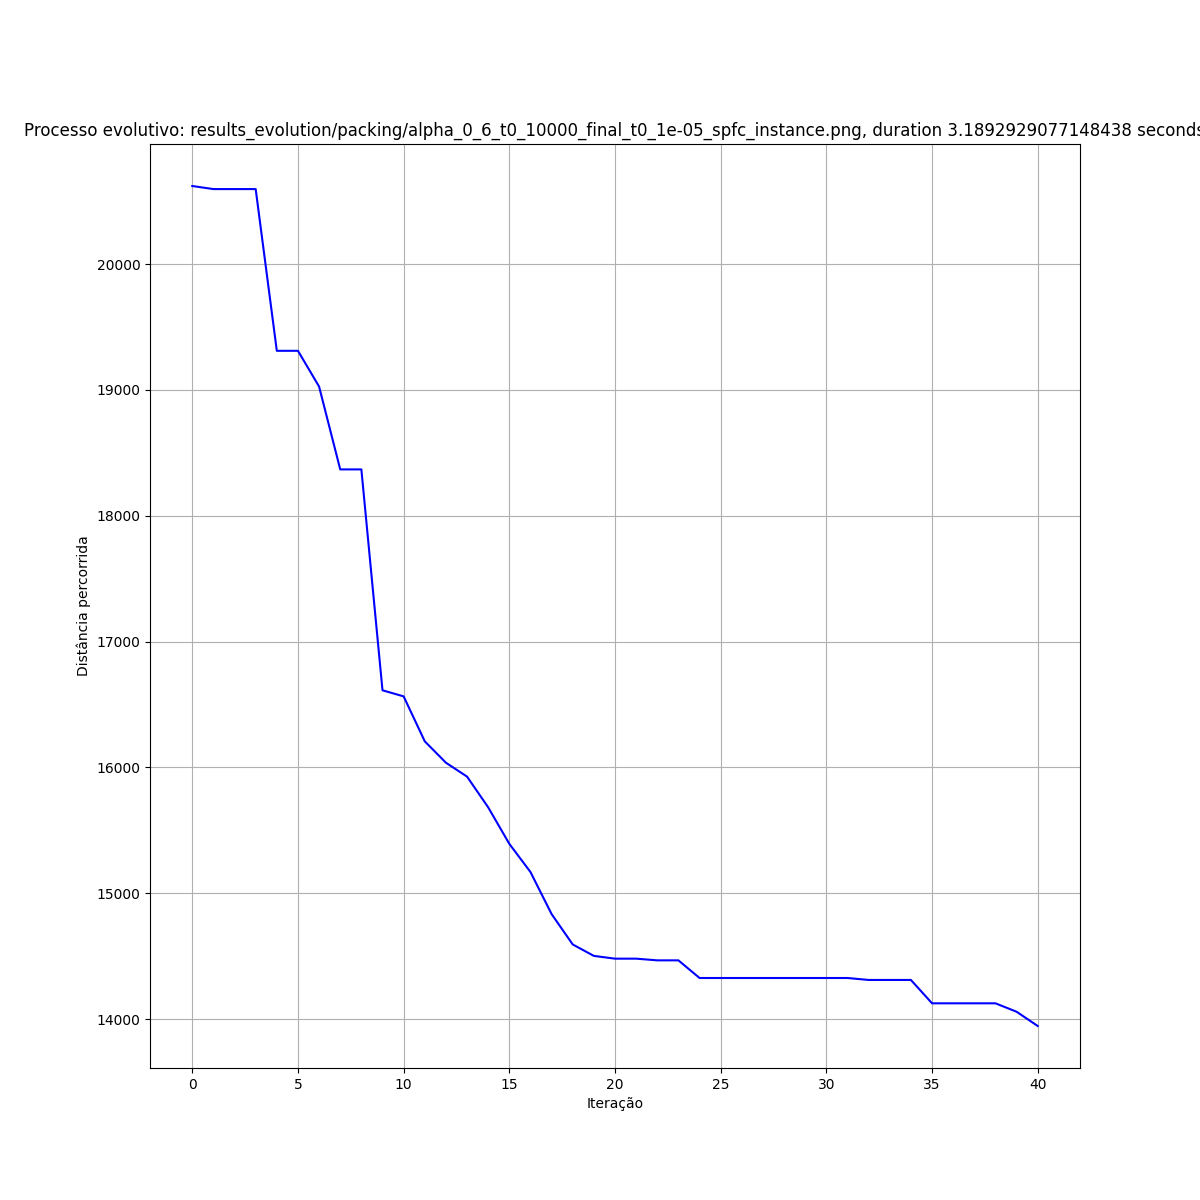 Processo evolutivo: results_evolution/packing/alpha_0_6_t0_10000_final_t0_1e-05_spfc_instance.png, duration 3.1892929077148438 seconds
20000
19000
18000
17000
16000
15000
14000
Distância percorrida
0 5 10 15 20 25 30 35 40
Iteração